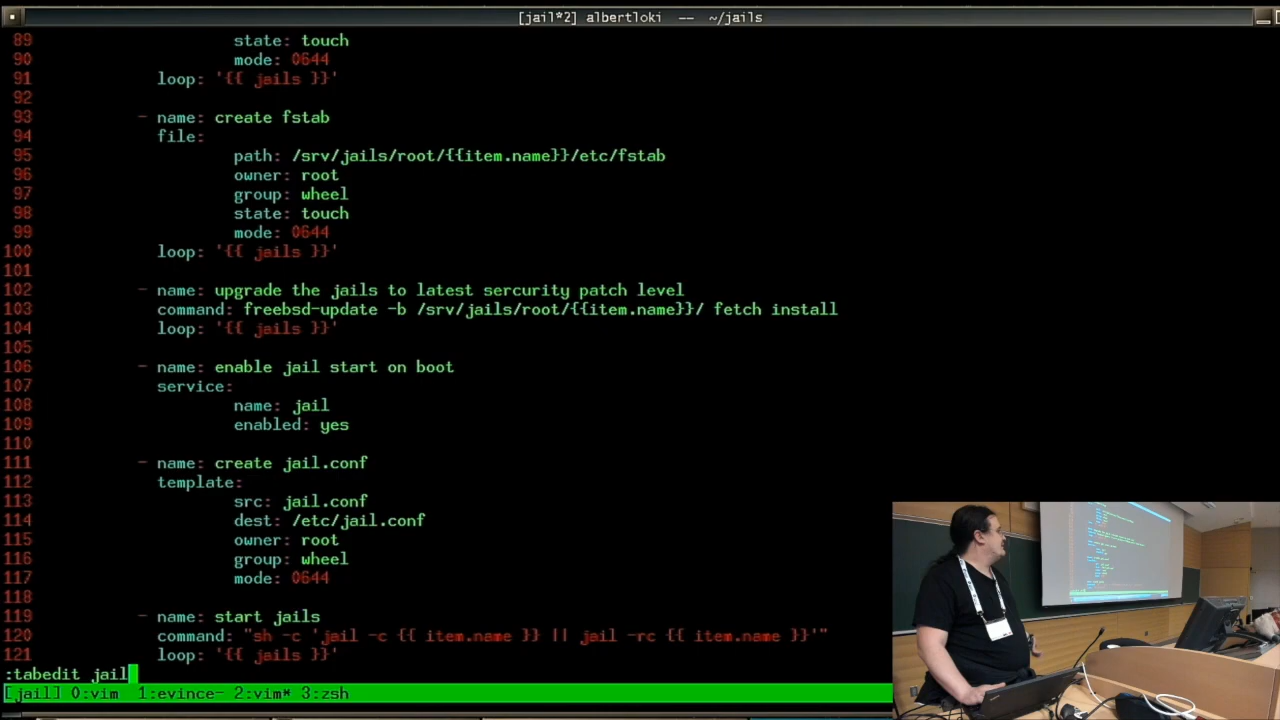 [jail*2] albertloki -- ~/jails
89 state: touch
90 mode: 0644
91 loop: '{{ jails }}'
92
93 - name: create fstab
94 file:
95 path: /srv/jails/root/{{item.name}}/etc/fstab
96 owner: root
97 group: wheel
98 state: touch
99 mode: 0644
100 loop: '{{ jails }}'
101
102 - name: upgrade the jails to latest sercurity patch level
103 command: freebsd-update -b /srv/jails/root/{{item.name}}/ fetch install
104 loop: '{{ jails }}'
105
106 - name: enable jail start on boot
107 service:
108 name: jail
109 enabled: yes
110
111 - name: create jail.conf
112 template:
113 src: jail.conf
114 dest: /etc/jail.conf
115 owner: root
116 group: wheel
117 mode: 0644
118
119 - name: start jails
120 command: "sh -c 'jail -c {{ item.name }} || jail -rc {{ item.name }}'"
121 loop: '{{ jails }}'
:tabedit jail
[jail] 0:vim 1:evince- 2:vim* 3:zsh